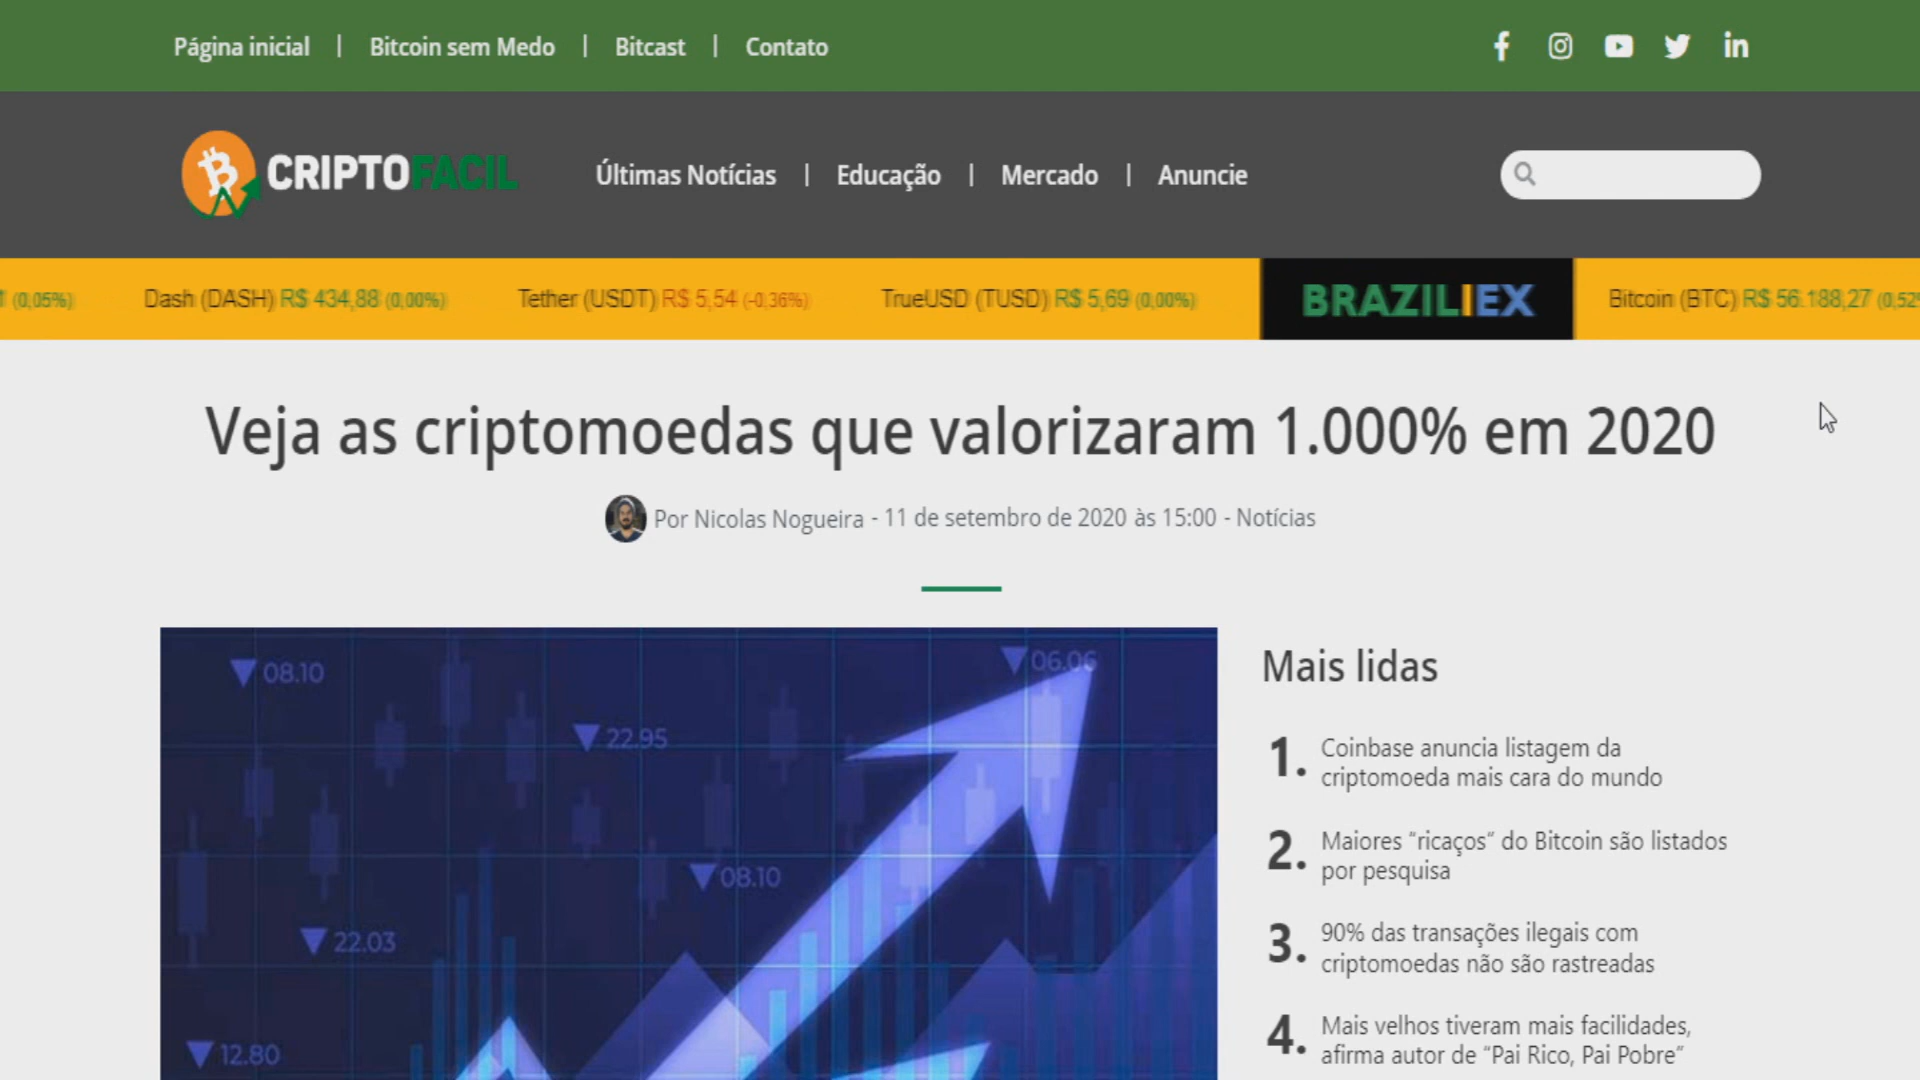 Página inicial | Bitcoin sem Medo | Bitcast | Contato
CRIPTOFACIL
Últimas Notícias | Educação | Mercado | Anuncie
(0,05%) Dash (DASH) R$ 434,88 (0,00%) Tether (USDT) R$ 5,54 (-0,36%) TrueUSD (TUSD) R$ 5,69 (0,00%) BRAZILIEX Bitcoin (BTC) R$ 56.188,27 (0,52%
Veja as criptomoedas que valorizaram 1.000% em 2020
Por Nicolas Nogueira - 11 de setembro de 2020 às 15:00 - Notícias
08.10
06.06
22.95
08.10
22.03
12.80
Mais lidas
1. Coinbase anuncia listagem da
criptomoeda mais cara do mundo
2. Maiores “ricaços” do Bitcoin são listados
por pesquisa
3. 90% das transações ilegais com
criptomoedas não são rastreadas
4. Mais velhos tiveram mais facilidades,
afirma autor de “Pai Rico, Pai Pobre”